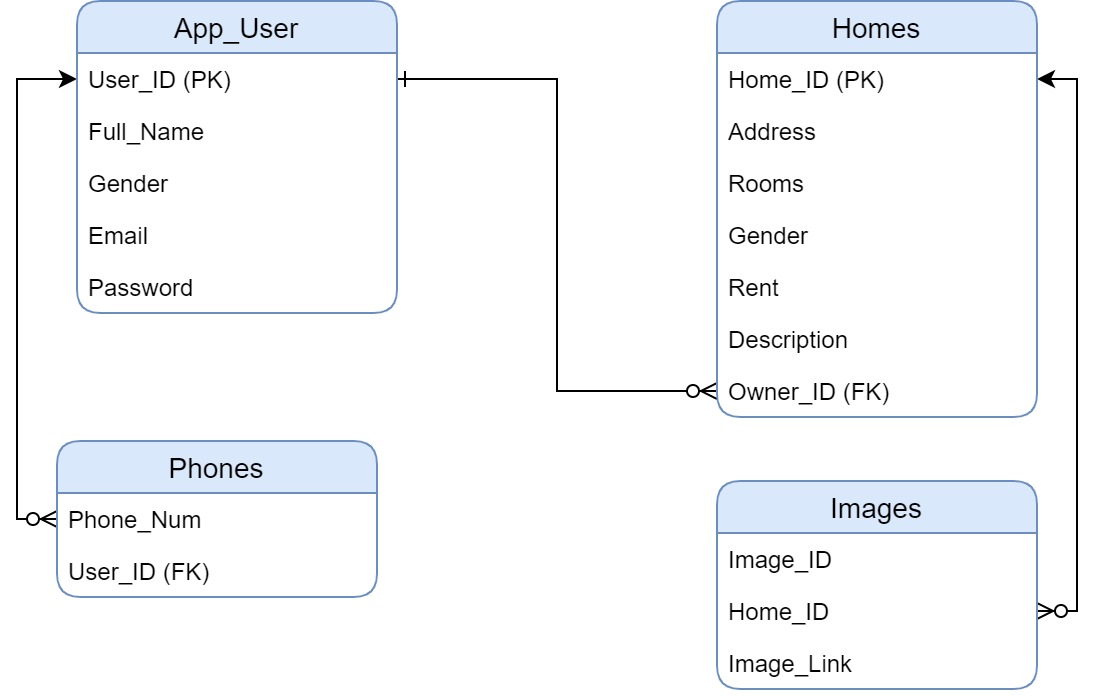 App_User
User_ID (PK)
Full_Name
Gender
Email
Password
Homes
Home_ID (PK)
Address
Rooms
Gender
Rent
Description
Owner_ID (FK)
Phones
Phone_Num
User_ID (FK)
Images
Image_ID
Home_ID
Image_Link